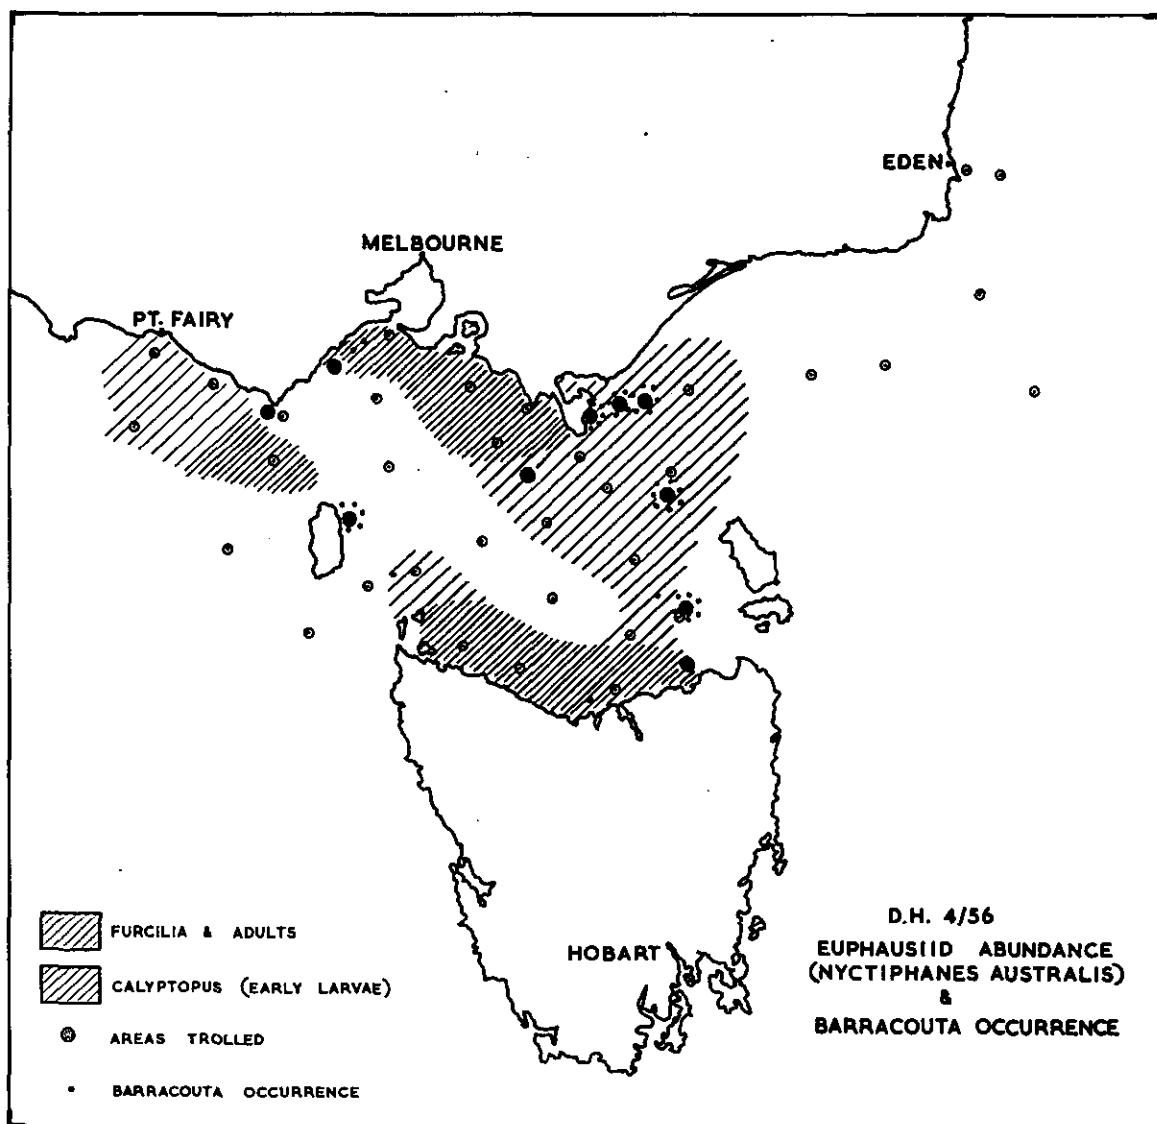 EDEN
MELBOURNE
PT. FAIRY
HOBART
FURCILIA & ADULTS
CALYPTOPUS (EARLY LARVAE)
AREAS TROLLED
BARRACOUTA OCCURRENCE
D.H. 4/56
EUPHAUSIID ABUNDANCE
(NYCTIPHANES AUSTRALIS)
&
BARRACOUTA OCCURRENCE